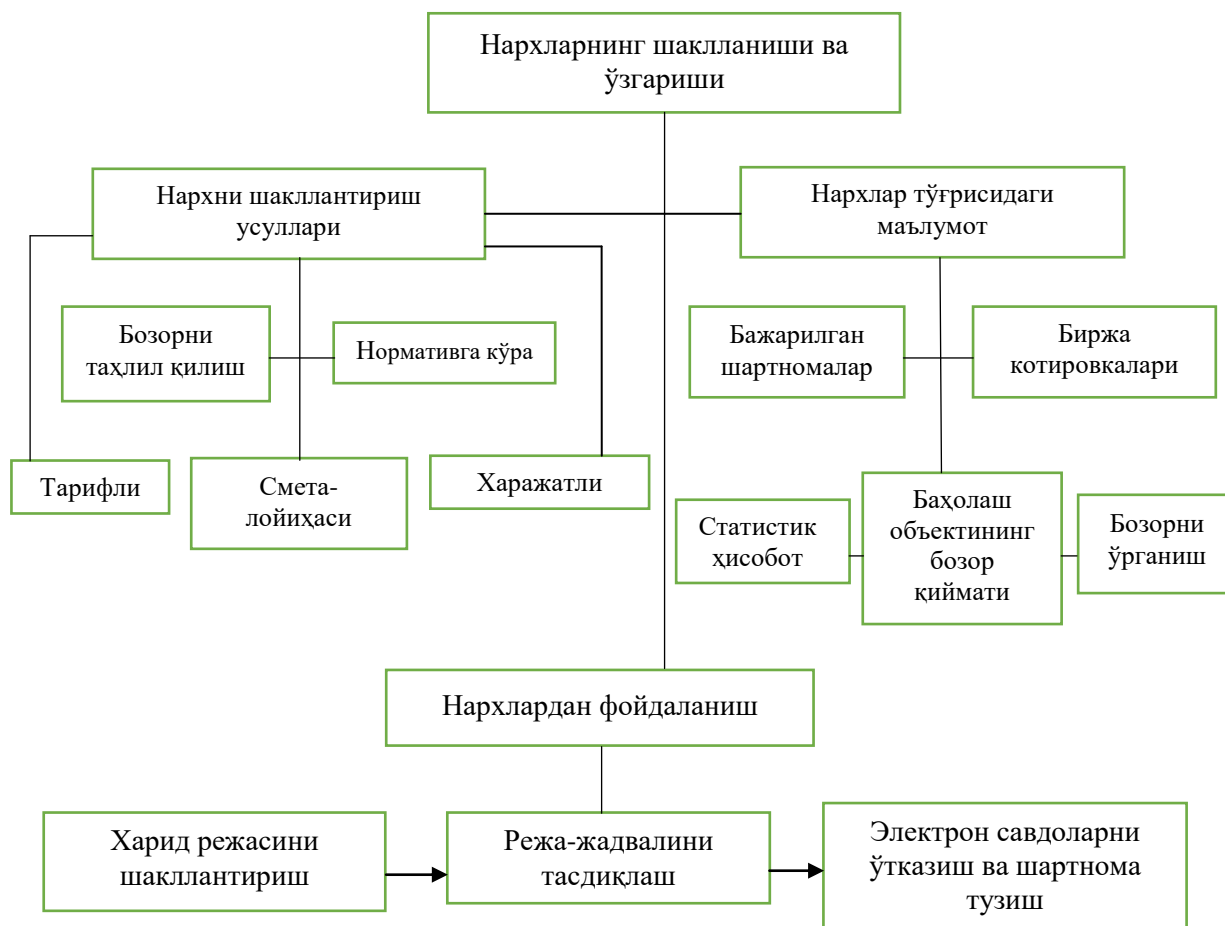 Нархларнинг шаклланиши ва
ўзгариши
Нархни шакллантириш
усуллари
Нархлар тўғрисидаги
маълумот
Бозорни
таҳлил қилиш
Нормативга кўра
Бажарилган
шартномалар
Биржа
котировкалари
Тарифли
Смета-
лойиҳаси
Харажатли
Статистик
ҳисобот
Баҳолаш
объектининг
бозор
қиймати
Бозорни
ўрганиш
Нархлардан фойдаланиш
Харид режасини
шакллантириш
Режа-жадвалини
тасдиқлаш
Электрон савдоларни
ўтказиш ва шартнома
тузиш